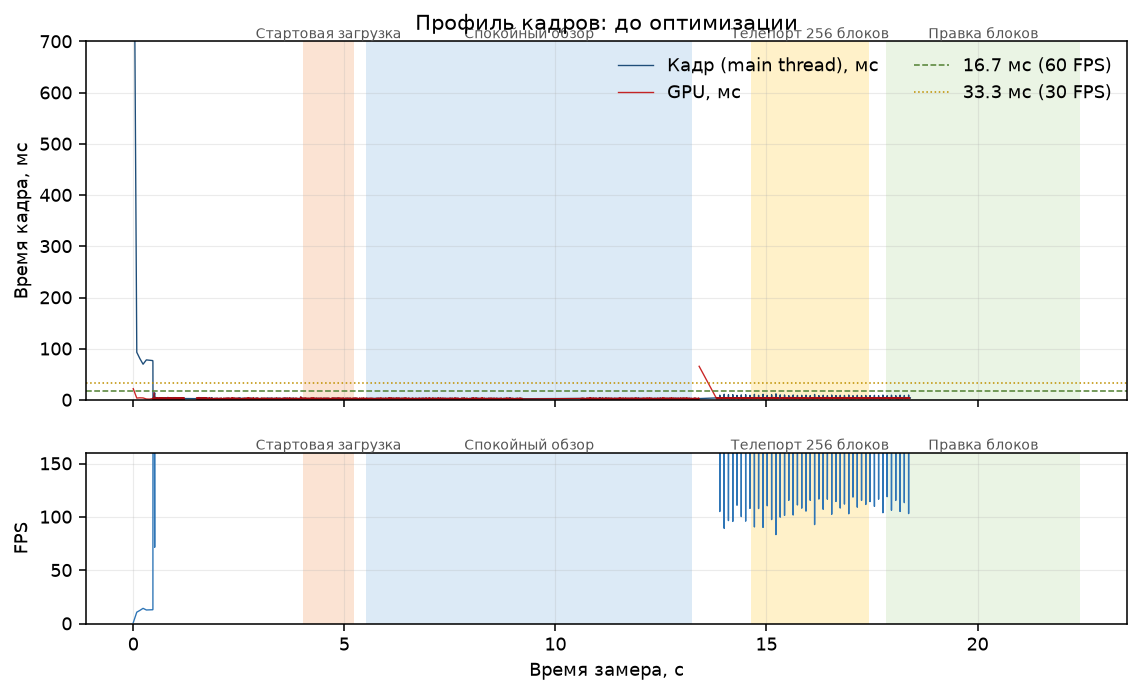 Профиль кадров: до оптимизации
Стартовая загрузка Спокойный обзор Телепорт 256 блоков Правка блоков
Кадр (main thread), мс
GPU, мс
16.7 мс (60 FPS)
33.3 мс (30 FPS)
Время кадра, мс
700
600
500
400
300
200
100
0
Стартовая загрузка Спокойный обзор Телепорт 256 блоков Правка блоков
FPS
150
100
50
0
0 5 10 15 20
Время замера, с